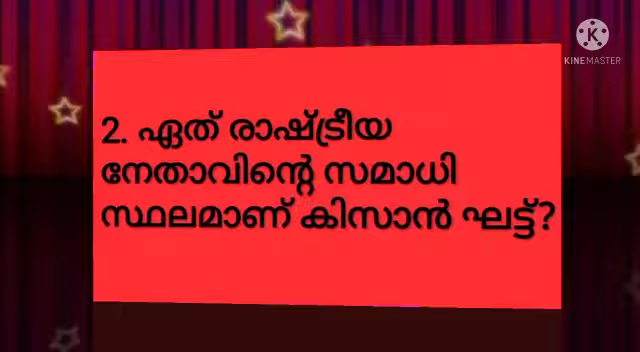 KINEMASTER
2. ഏത് രാഷ്ട്രീയ
നേതാവിന്റെ സമാധി
സ്ഥലമാണ് കിസാൻ ഘട്ട്?